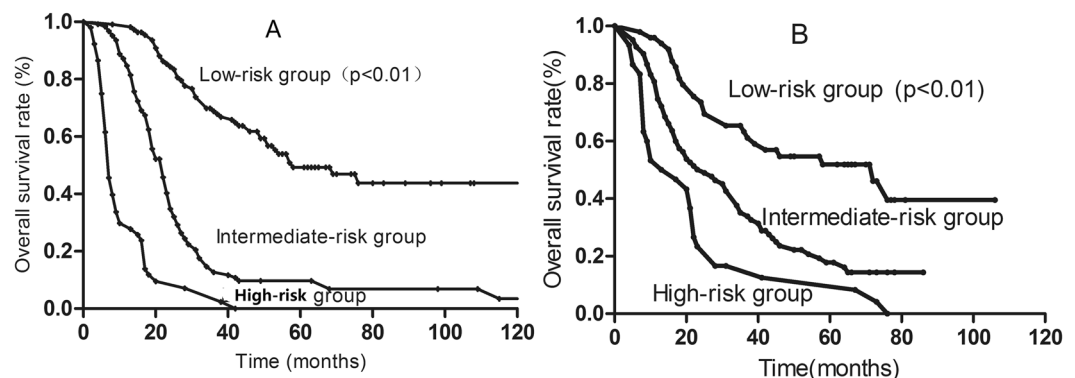 A
Overall survival rate (%)
1.0
0.8
0.6
0.4
0.2
0.0
Low-risk group（p<0.01）
Intermediate-risk group
High-risk group
0 20 40 60 80 100 120
Time (months)
B
Overall survival rate(%)
1.0
0.8
0.6
0.4
0.2
0.0
Low-risk group (p<0.01)
Intermediate-risk group
High-risk group
0 20 40 60 80 100 120
Time(months)